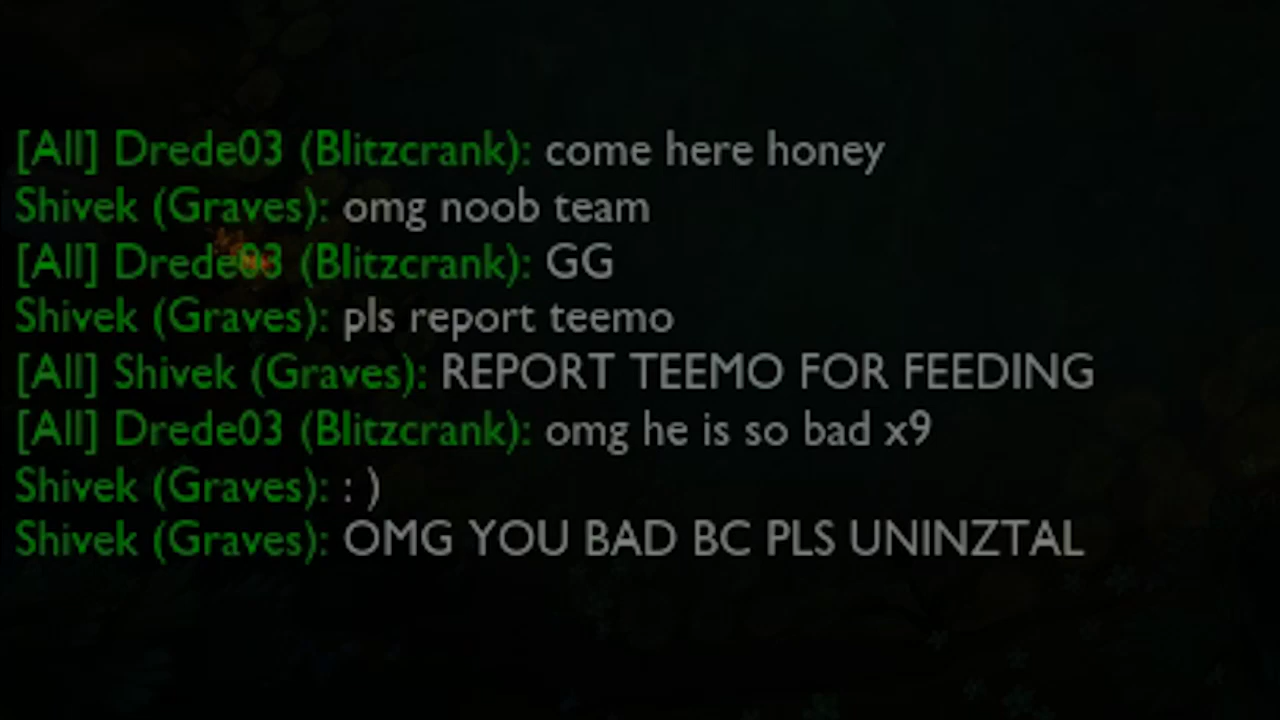 [All] Drede03 (Blitzcrank): come here honey
Shivek (Graves): omg noob team
[All] Drede03 (Blitzcrank): GG
Shivek (Graves): pls report teemo
[All] Shivek (Graves): REPORT TEEMO FOR FEEDING
[All] Drede03 (Blitzcrank): omg he is so bad x9
Shivek (Graves): : )
Shivek (Graves): OMG YOU BAD BC PLS UNINZTAL